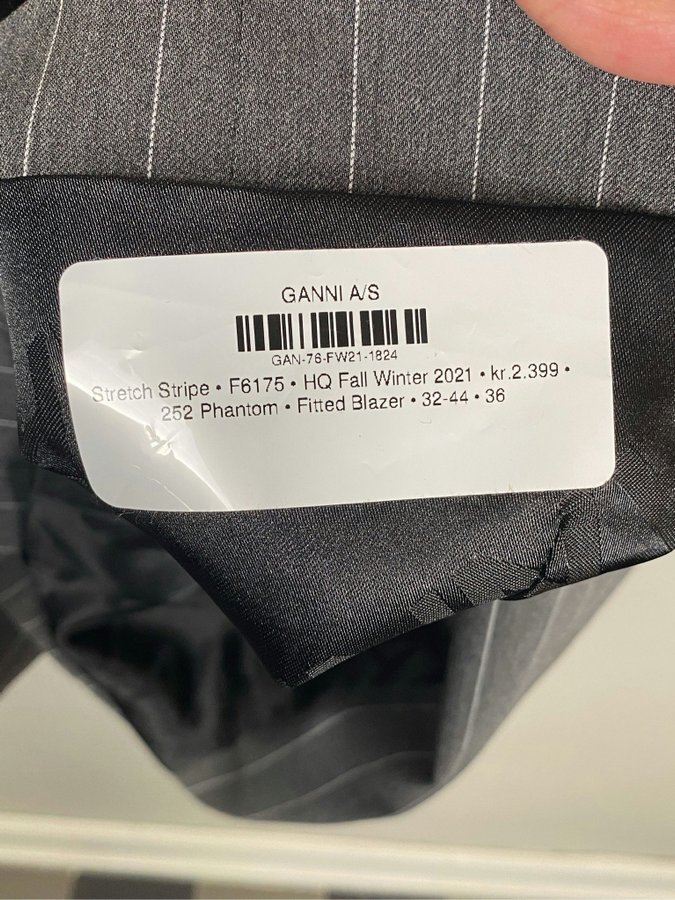 GANNI A/S
GAN-76-FW21-1824
Stretch Stripe • F6175 • HQ Fall Winter 2021 • kr.2.399 •
252 Phantom • Fitted Blazer • 32-44 • 36